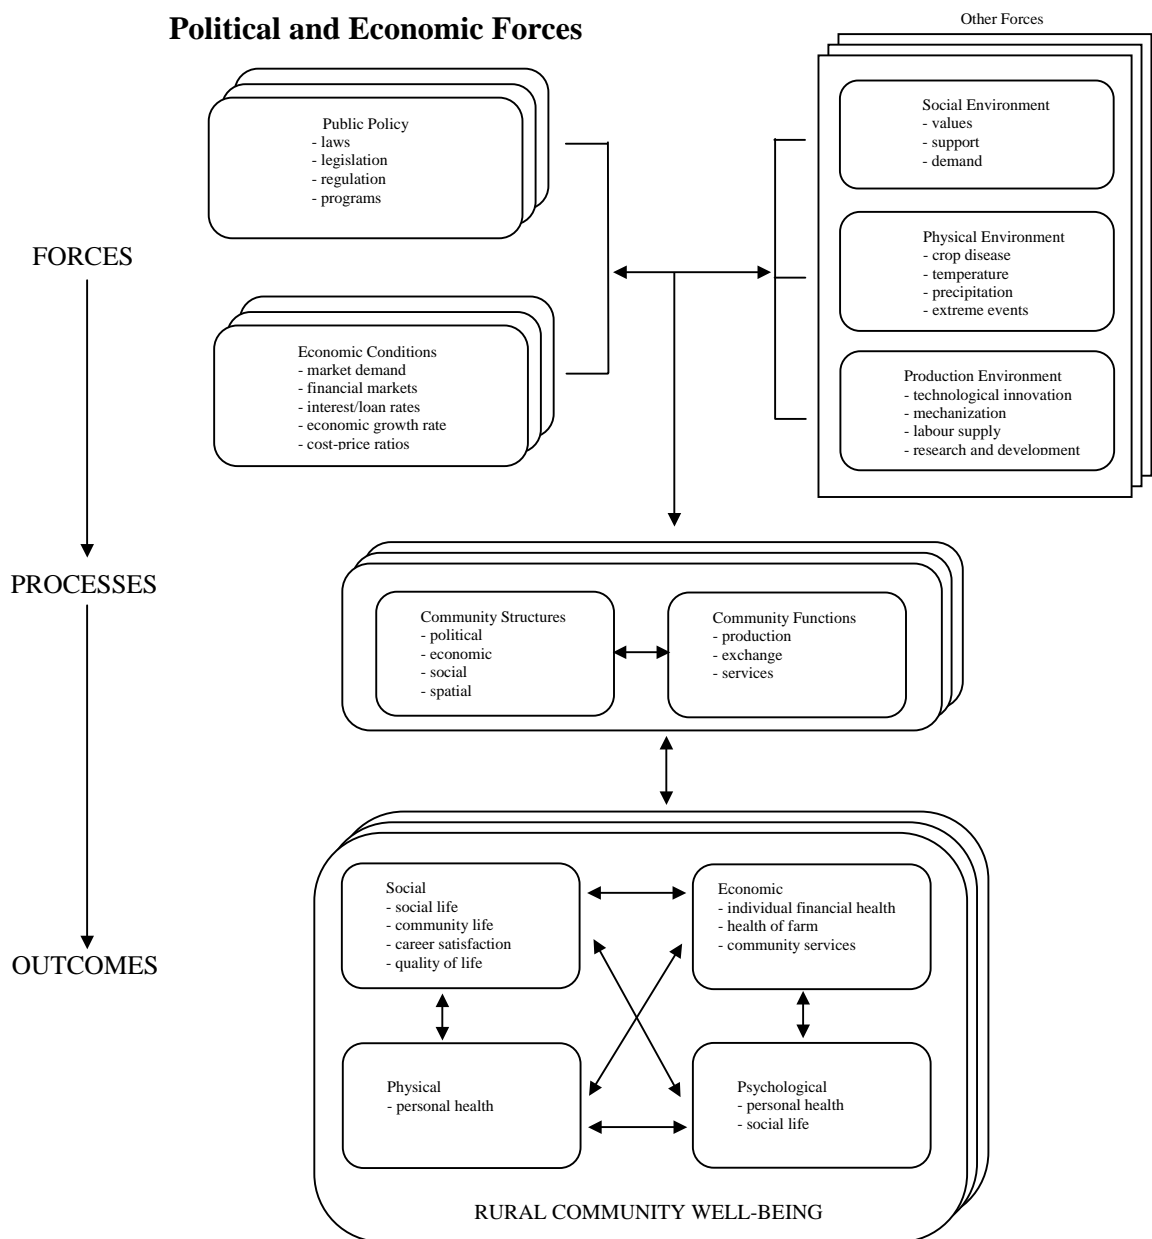 Political and Economic Forces
Other Forces
Public Policy
- laws
- legislation
- regulation
- programs
Social Environment
- values
- support
- demand
FORCES
Physical Environment
- crop disease
- temperature
- precipitation
- extreme events
Economic Conditions
- market demand
- financial markets
- interest/loan rates
- economic growth rate
- cost-price ratios
Production Environment
- technological innovation
- mechanization
- labour supply
- research and development
PROCESSES
Community Structures
- political
- economic
- social
- spatial
Community Functions
- production
- exchange
- services
OUTCOMES
Social
- social life
- community life
- career satisfaction
- quality of life
Economic
- individual financial health
- health of farm
- community services
Physical
- personal health
Psychological
- personal health
- social life
RURAL COMMUNITY WELL-BEING